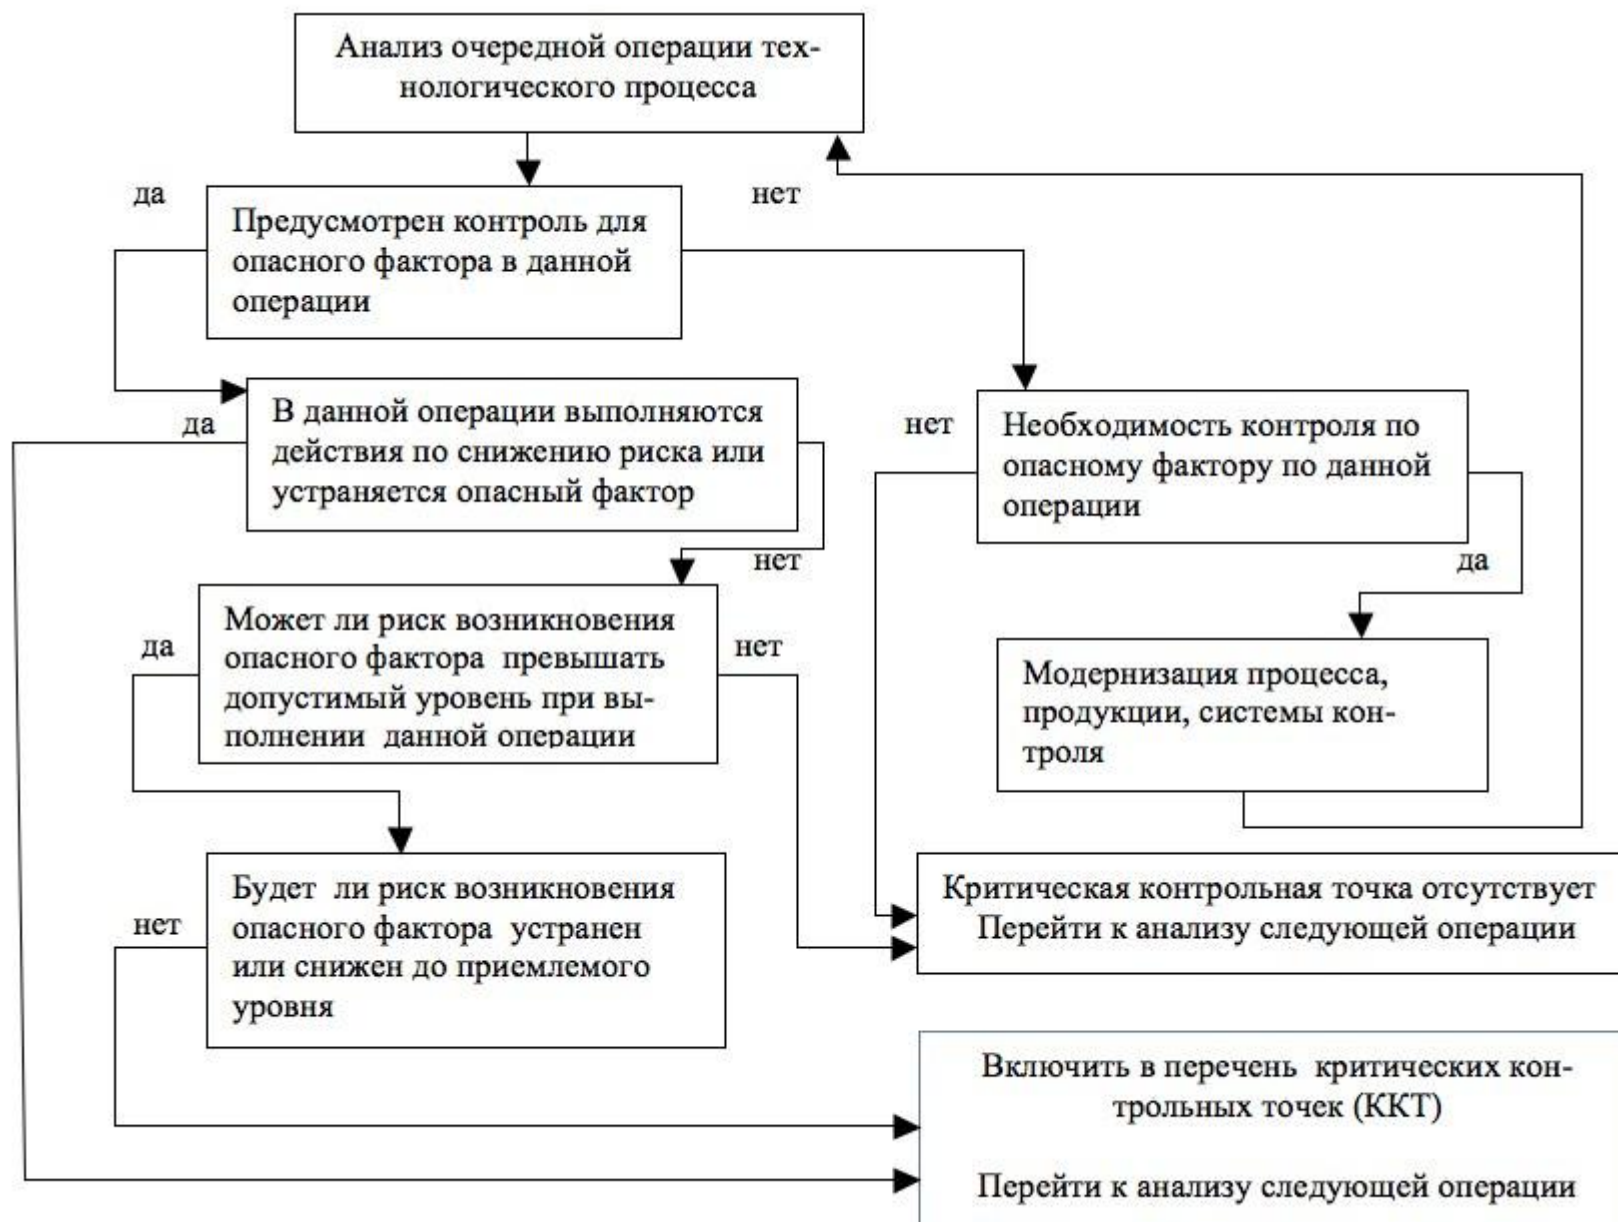 Анализ очередной операции тех-
нологического процесса
да
нет
Предусмотрен контроль для
опасного фактора в данной
операции
да
В данной операции выполняются
действия по снижению риска или
устраняется опасный фактор
нет
нет
Необходимость контроля по
опасному фактору по данной
операции
да
Может ли риск возникновения
опасного фактора превышать
допустимый уровень при вы-
полнении данной операции
да
нет
Модернизация процесса,
продукции, системы кон-
троля
Будет ли риск возникновения
опасного фактора устранен
или снижен до приемлемого
уровня
нет
Критическая контрольная точка отсутствует
Перейти к анализу следующей операции
Включить в перечень критических кон-
трольных точек (ККТ)
Перейти к анализу следующей операции